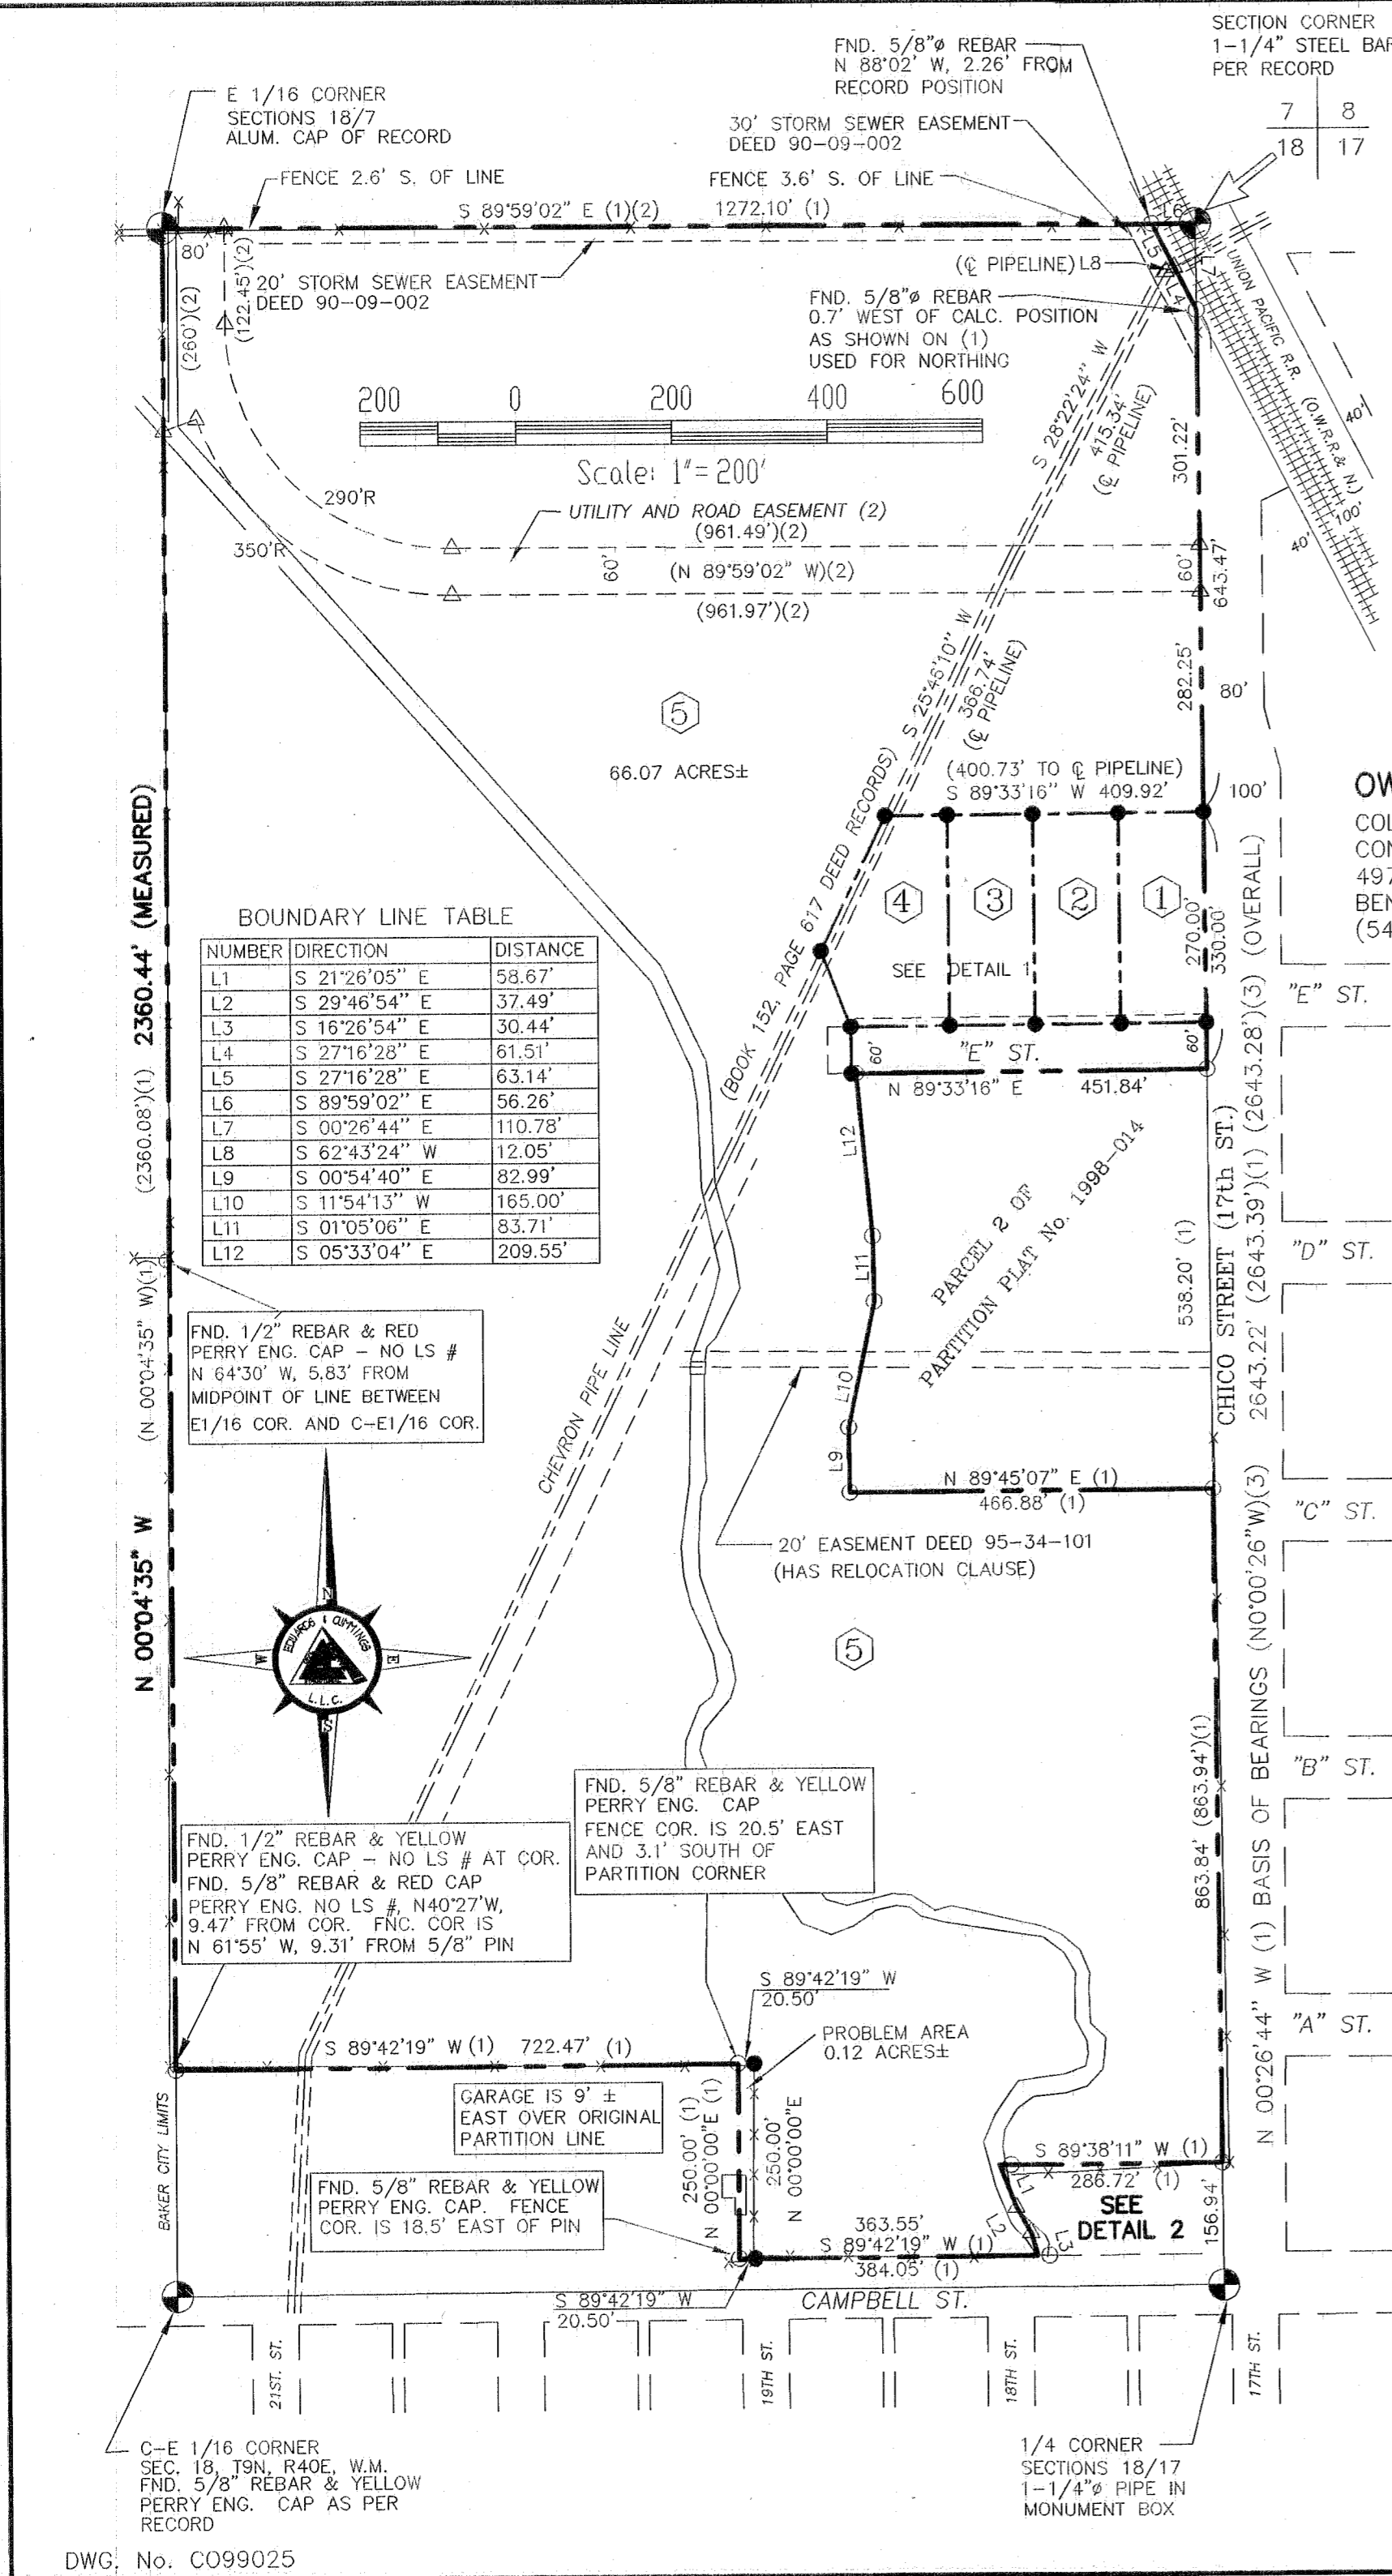 SECTION CORNER
1-1/4" STEEL BAR
PER RECORD
7 8
18 17
FND. 5/8"ø REBAR
N 88°02' W, 2.26' FROM
RECORD POSITION
E 1/16 CORNER
SECTIONS 18/7
ALUM. CAP OF RECORD
30' STORM SEWER EASEMENT
DEED 90-09-002
FENCE 2.6' S. OF LINE
FENCE 3.6' S. OF LINE
S 89°59'02" E (1)(2) 1272.10' (1)
L6
L5
L7
L4
80'
(260')(2)
(122.45')(2)
20' STORM SEWER EASEMENT
DEED 90-09-002
(℄ PIPELINE) L8
FND. 5/8"ø REBAR
0.7' WEST OF CALC. POSITION
AS SHOWN ON (1)
USED FOR NORTHING
UNION PACIFIC R.R.
(O.W.R.R.& N.)
40'
100'
40'
200 0 200 400 600
Scale: 1"= 200'
S 28°22'24" W
415.34'
(℄ PIPELINE)
301.22'
290'R
350'R
UTILITY AND ROAD EASEMENT (2)
(961.49')(2)
60'
(N 89°59'02" W)(2)
(961.97')(2)
60'
643.47'
282.25'
80'
S 25°46'10" W
366.74'
(℄ PIPELINE)
5
66.07 ACRES±
(400.73' TO ℄ PIPELINE)
S 89°33'16" W 409.92'
100'
OW
COL
CON
497
BEN
(54
4
3
2
1
270.00'
330.00'
SEE DETAIL 1
"E" ST.
60'
60'
"E" ST.
N 89°33'16" E 451.84'
(BOOK 152, PAGE 617 DEED RECORDS)
BOUNDARY LINE TABLE
NUMBER DIRECTION DISTANCE
L1 S 21°26'05" E 58.67'
L2 S 29°46'54" E 37.49'
L3 S 16°26'54" E 30.44'
L4 S 27°16'28" E 61.51'
L5 S 27°16'28" E 63.14'
L6 S 89°59'02" E 56.26'
L7 S 00°26'44" E 110.78'
L8 S 62°43'24" W 12.05'
L9 S 00°54'40" E 82.99'
L10 S 11°54'13" W 165.00'
L11 S 01°05'06" E 83.71'
L12 S 05°33'04" E 209.55'
N 00°04'35" W 2360.44' (MEASURED)
(N 00°04'35" W)(1) (2360.08')(1)
L12
L11
L10
L9
PARCEL 2 OF
PARTITION PLAT No. 1998-014
538.20' (1)
CHICO STREET (17th ST.)
N 00°26'44" W (1) BASIS OF BEARINGS (N0°00'26"W)(3) 2643.22' (2643.39')(1) (2643.28')(3) (OVERALL)
"D" ST.
FND. 1/2" REBAR & RED
PERRY ENG. CAP - NO LS #
N 64°30' W, 5.83' FROM
MIDPOINT OF LINE BETWEEN
E1/16 COR. AND C-E1/16 COR.
CHEVRON PIPE LINE
N 89°45'07" E (1)
466.88' (1)
"C" ST.
20' EASEMENT DEED 95-34-101
(HAS RELOCATION CLAUSE)
N
W
E
S
EDWARDS & CUMMINGS
L.L.C.
5
"B" ST.
863.84' (863.94')(1)
FND. 5/8" REBAR & YELLOW
PERRY ENG. CAP
FENCE COR. IS 20.5' EAST
AND 3.1' SOUTH OF
PARTITION CORNER
FND. 1/2" REBAR & YELLOW
PERRY ENG. CAP - NO LS # AT COR.
FND. 5/8" REBAR & RED CAP
PERRY ENG. NO LS #, N40°27'W,
9.47' FROM COR. FNC. COR IS
N 61°55' W, 9.31' FROM 5/8" PIN
S 89°42'19" W
20.50'
PROBLEM AREA
0.12 ACRES±
"A" ST.
S 89°42'19" W (1) 722.47' (1)
GARAGE IS 9' ±
EAST OVER ORIGINAL
PARTITION LINE
BAKER CITY LIMITS
250.00' (1)
N 00°00'00"E (1)
250.00'
N 00°00'00"E
S 89°38'11" W (1)
286.72' (1)
L1
L2
L3
SEE
DETAIL 2
156.94'
FND. 5/8" REBAR & YELLOW
PERRY ENG. CAP. FENCE
COR. IS 18.5' EAST OF PIN
363.55'
S 89°42'19" W (1)
384.05' (1)
S 89°42'19" W
20.50'
CAMPBELL ST.
21ST. ST.
19TH ST.
18TH ST.
17TH ST.
C-E 1/16 CORNER
SEC. 18, T9N, R40E, W.M.
FND. 5/8" REBAR & YELLOW
PERRY ENG. CAP AS PER
RECORD
1/4 CORNER
SECTIONS 18/17
1-1/4"ø PIPE IN
MONUMENT BOX
DWG. No. CO99025